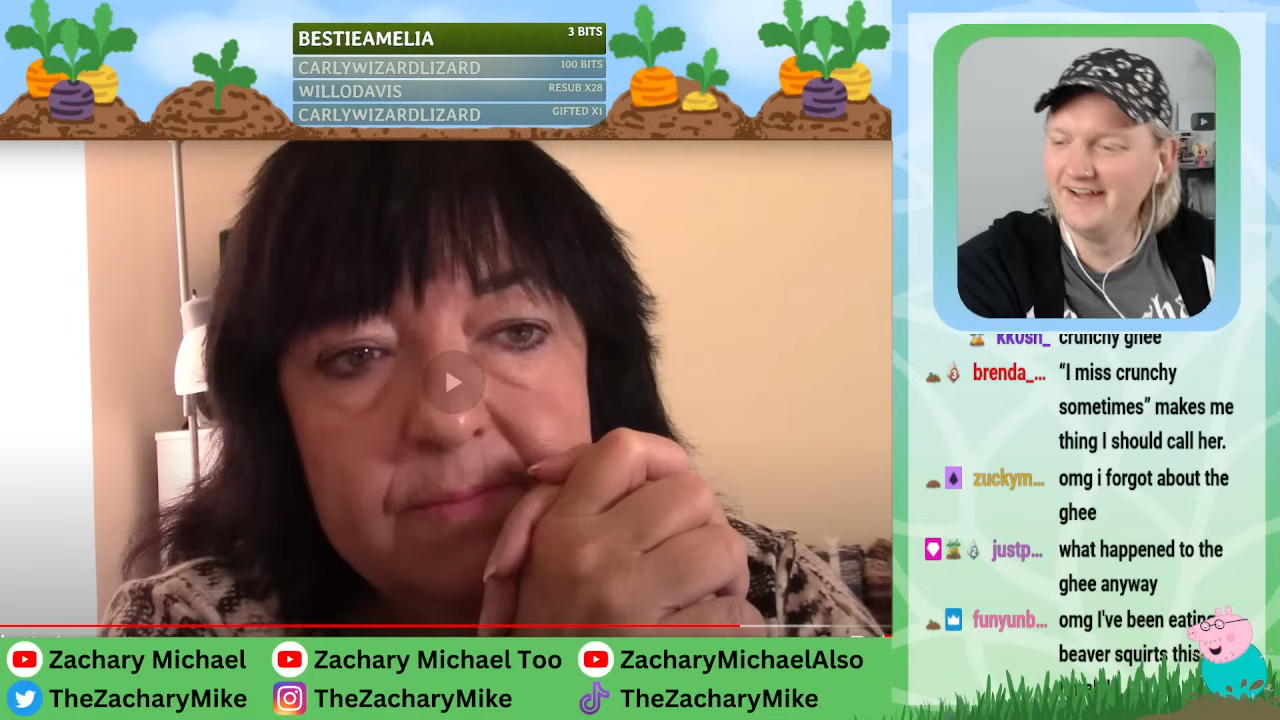 BESTIEAMELIA 3 BITS
CARLYWIZARDLIZARD 100 BITS
WILLODAVIS RESUB X28
CARLYWIZARDLIZARD GIFTED X1
kkosh_ crunchy ghee
brenda_... “I miss crunchy
sometimes” makes me
thing I should call her.
zuckym... omg i forgot about the
ghee
justp... what happened to the
ghee anyway
funyunb... omg I've been eating
beaver squirts this
Zachary Michael Zachary Michael Too ZacharyMichaelAlso
TheZacharyMike TheZacharyMike TheZacharyMike